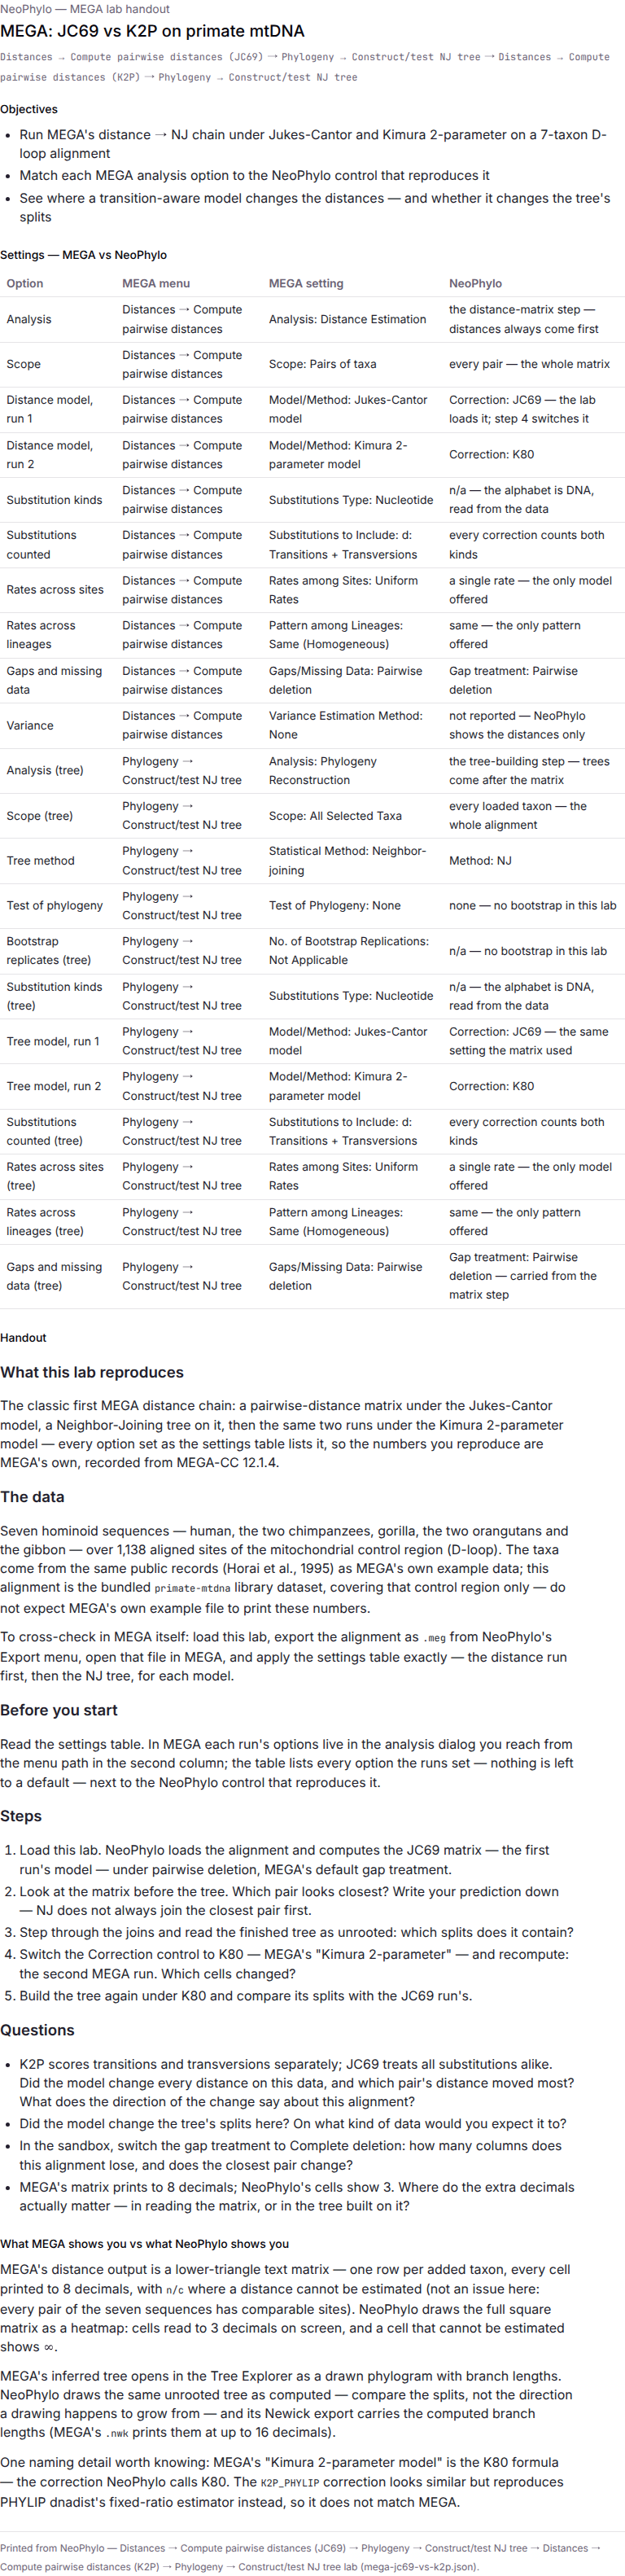 NeoPhylo — MEGA lab handout
MEGA: JC69 vs K2P on primate mtDNA
Distances → Compute pairwise distances (JC69) → Phylogeny → Construct/test NJ tree → Distances → Compute
pairwise distances (K2P) → Phylogeny → Construct/test NJ tree
Objectives
• Run MEGA's distance → NJ chain under Jukes-Cantor and Kimura 2-parameter on a 7-taxon D-
loop alignment
• Match each MEGA analysis option to the NeoPhylo control that reproduces it
• See where a transition-aware model changes the distances — and whether it changes the tree's
splits
Settings — MEGA vs NeoPhylo
Option MEGA menu MEGA setting NeoPhylo
Analysis Distances → Compute pairwise distances Analysis: Distance Estimation the distance-matrix step — distances always come first
Scope Distances → Compute pairwise distances Scope: Pairs of taxa every pair — the whole matrix
Distance model, run 1 Distances → Compute pairwise distances Model/Method: Jukes-Cantor model Correction: JC69 — the lab loads it; step 4 switches it
Distance model, run 2 Distances → Compute pairwise distances Model/Method: Kimura 2-parameter model Correction: K80
Substitution kinds Distances → Compute pairwise distances Substitutions Type: Nucleotide n/a — the alphabet is DNA, read from the data
Substitutions counted Distances → Compute pairwise distances Substitutions to Include: d: Transitions + Transversions every correction counts both kinds
Rates across sites Distances → Compute pairwise distances Rates among Sites: Uniform Rates a single rate — the only model offered
Rates across lineages Distances → Compute pairwise distances Pattern among Lineages: Same (Homogeneous) same — the only pattern offered
Gaps and missing data Distances → Compute pairwise distances Gaps/Missing Data: Pairwise deletion Gap treatment: Pairwise deletion
Variance Distances → Compute pairwise distances Variance Estimation Method: None not reported — NeoPhylo shows the distances only
Analysis (tree) Phylogeny → Construct/test NJ tree Analysis: Phylogeny Reconstruction the tree-building step — trees come after the matrix
Scope (tree) Phylogeny → Construct/test NJ tree Scope: All Selected Taxa every loaded taxon — the whole alignment
Tree method Phylogeny → Construct/test NJ tree Statistical Method: Neighbor-joining Method: NJ
Test of phylogeny Phylogeny → Construct/test NJ tree Test of Phylogeny: None none — no bootstrap in this lab
Bootstrap replicates (tree) Phylogeny → Construct/test NJ tree No. of Bootstrap Replications: Not Applicable n/a — no bootstrap in this lab
Substitution kinds (tree) Phylogeny → Construct/test NJ tree Substitutions Type: Nucleotide n/a — the alphabet is DNA, read from the data
Tree model, run 1 Phylogeny → Construct/test NJ tree Model/Method: Jukes-Cantor model Correction: JC69 — the same setting the matrix used
Tree model, run 2 Phylogeny → Construct/test NJ tree Model/Method: Kimura 2-parameter model Correction: K80
Substitutions counted (tree) Phylogeny → Construct/test NJ tree Substitutions to Include: d: Transitions + Transversions every correction counts both kinds
Rates across sites (tree) Phylogeny → Construct/test NJ tree Rates among Sites: Uniform Rates a single rate — the only model offered
Rates across lineages (tree) Phylogeny → Construct/test NJ tree Pattern among Lineages: Same (Homogeneous) same — the only pattern offered
Gaps and missing data (tree) Phylogeny → Construct/test NJ tree Gaps/Missing Data: Pairwise deletion Gap treatment: Pairwise deletion — carried from the matrix step
Handout
What this lab reproduces
The classic first MEGA distance chain: a pairwise-distance matrix under the Jukes-Cantor
model, a Neighbor-Joining tree on it, then the same two runs under the Kimura 2-parameter
model — every option set as the settings table lists it, so the numbers you reproduce are
MEGA's own, recorded from MEGA-CC 12.1.4.
The data
Seven hominoid sequences — human, the two chimpanzees, gorilla, the two orangutans and
the gibbon — over 1,138 aligned sites of the mitochondrial control region (D-loop). The taxa
come from the same public records (Horai et al., 1995) as MEGA's own example data; this
alignment is the bundled primate-mtdna library dataset, covering that control region only — do
not expect MEGA's own example file to print these numbers.
To cross-check in MEGA itself: load this lab, export the alignment as .meg from NeoPhylo's
Export menu, open that file in MEGA, and apply the settings table exactly — the distance run
first, then the NJ tree, for each model.
Before you start
Read the settings table. In MEGA each run's options live in the analysis dialog you reach from
the menu path in the second column; the table lists every option the runs set — nothing is left
to a default — next to the NeoPhylo control that reproduces it.
Steps
1. Load this lab. NeoPhylo loads the alignment and computes the JC69 matrix — the first
run's model — under pairwise deletion, MEGA's default gap treatment.
2. Look at the matrix before the tree. Which pair looks closest? Write your prediction down
— NJ does not always join the closest pair first.
3. Step through the joins and read the finished tree as unrooted: which splits does it contain?
4. Switch the Correction control to K80 — MEGA's "Kimura 2-parameter" — and recompute:
the second MEGA run. Which cells changed?
5. Build the tree again under K80 and compare its splits with the JC69 run's.
Questions
• K2P scores transitions and transversions separately; JC69 treats all substitutions alike.
Did the model change every distance on this data, and which pair's distance moved most?
What does the direction of the change say about this alignment?
• Did the model change the tree's splits here? On what kind of data would you expect it to?
• In the sandbox, switch the gap treatment to Complete deletion: how many columns does
this alignment lose, and does the closest pair change?
• MEGA's matrix prints to 8 decimals; NeoPhylo's cells show 3. Where do the extra decimals
actually matter — in reading the matrix, or in the tree built on it?
What MEGA shows you vs what NeoPhylo shows you
MEGA's distance output is a lower-triangle text matrix — one row per added taxon, every cell
printed to 8 decimals, with n/c where a distance cannot be estimated (not an issue here:
every pair of the seven sequences has comparable sites). NeoPhylo draws the full square
matrix as a heatmap: cells read to 3 decimals on screen, and a cell that cannot be estimated
shows ∞.
MEGA's inferred tree opens in the Tree Explorer as a drawn phylogram with branch lengths.
NeoPhylo draws the same unrooted tree as computed — compare the splits, not the direction
a drawing happens to grow from — and its Newick export carries the computed branch
lengths (MEGA's .nwk prints them at up to 16 decimals).
One naming detail worth knowing: MEGA's "Kimura 2-parameter model" is the K80 formula
— the correction NeoPhylo calls K80. The K2P_PHYLIP correction looks similar but reproduces
PHYLIP dnadist's fixed-ratio estimator instead, so it does not match MEGA.
Printed from NeoPhylo — Distances → Compute pairwise distances (JC69) → Phylogeny → Construct/test NJ tree → Distances →
Compute pairwise distances (K2P) → Phylogeny → Construct/test NJ tree lab (mega-jc69-vs-k2p.json).